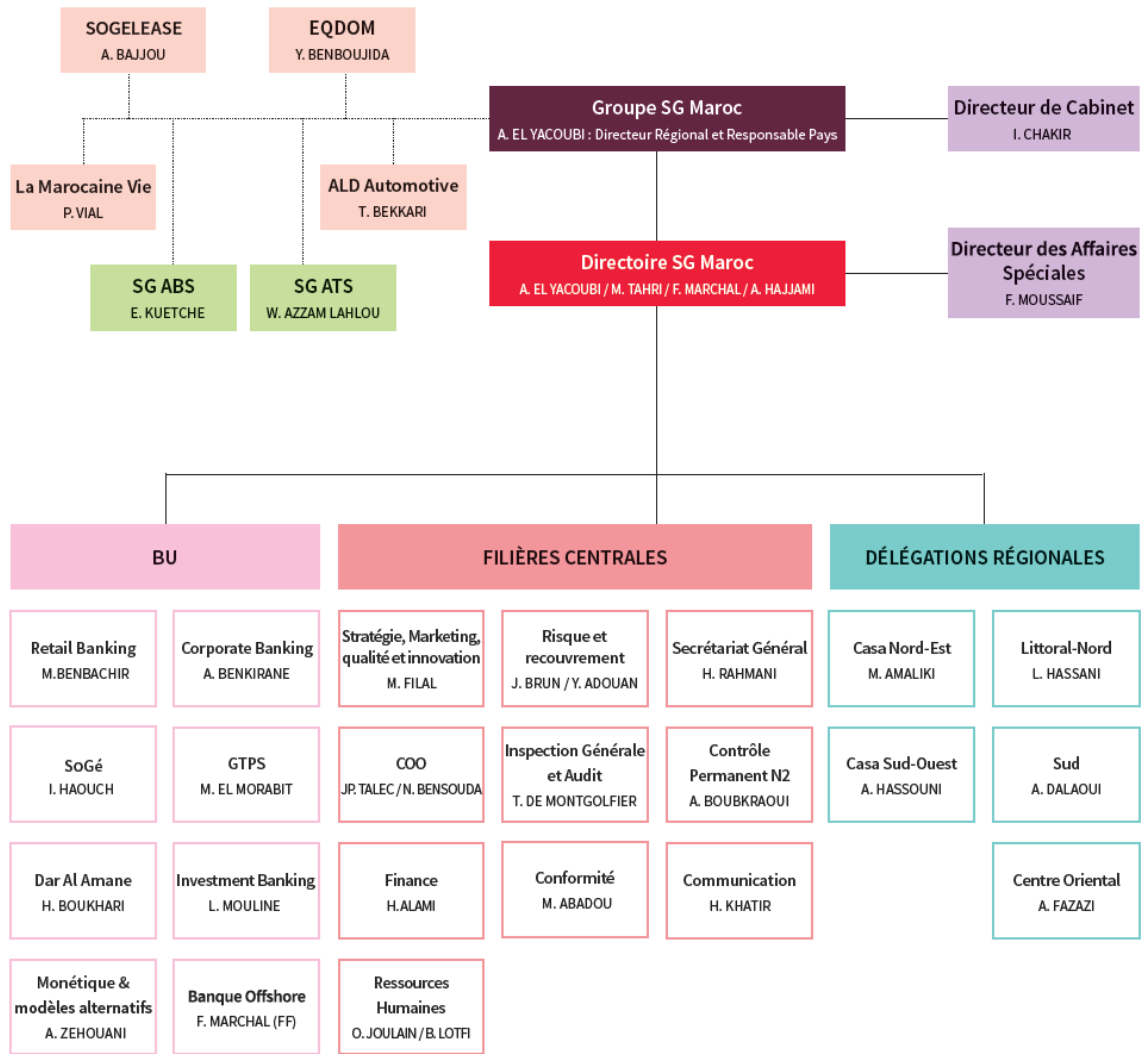 SOGELEASE
A. BAJJOU
EQDOM
Y. BENBOUJIDA
Groupe SG Maroc
A. EL YACOUBI : Directeur Régional et Responsable Pays
Directeur de Cabinet
I. CHAKIR
La Marocaine Vie
P. VIAL
ALD Automotive
T. BEKKARI
Directoire SG Maroc
A. EL YACOUBI / M. TAHRI / F. MARCHAL / A. HAJJAMI
Directeur des Affaires
Spéciales
F. MOUSSAIF
SG ABS
E. KUETCHE
SG ATS
W. AZZAM LAHLOU
BU
FILIÈRES CENTRALES
DÉLÉGATIONS RÉGIONALES
Retail Banking
M.BENBACHIR
Corporate Banking
A. BENKIRANE
Stratégie, Marketing,
qualité et innovation
M. FILAL
Risque et
recouvrement
J. BRUN / Y. ADOUAN
Secrétariat Général
H. RAHMANI
Casa Nord-Est
M. AMALIKI
Littoral-Nord
L. HASSANI
SoGé
I. HAOUCH
GTPS
M. EL MORABIT
COO
JP. TALEC / N. BENSOUDA
Inspection Générale
et Audit
T. DE MONTGOLFIER
Contrôle
Permanent N2
A. BOUBKRAOUI
Casa Sud-Ouest
A. HASSOUNI
Sud
A. DALAOUI
Dar Al Amane
H. BOUKHARI
Investment Banking
L. MOULINE
Finance
H.ALAMI
Conformité
M. ABADOU
Communication
H. KHATIR
Centre Oriental
A. FAZAZI
Monétique &
modèles alternatifs
A. ZEHOUANI
Banque Offshore
F. MARCHAL (FF)
Ressources
Humaines
O. JOULAIN / B. LOTFI